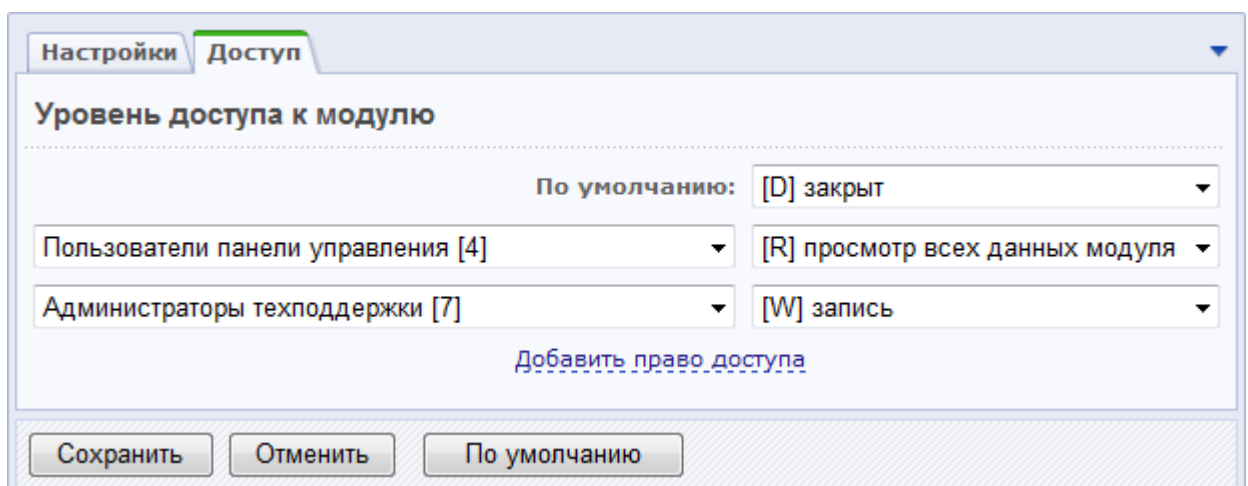 Настройки Доступ
Уровень доступа к модулю
По умолчанию: [D] закрыт
Пользователи панели управления [4] [R] просмотр всех данных модуля
Администраторы техподдержки [7] [W] запись
Добавить право доступа
Сохранить Отменить По умолчанию